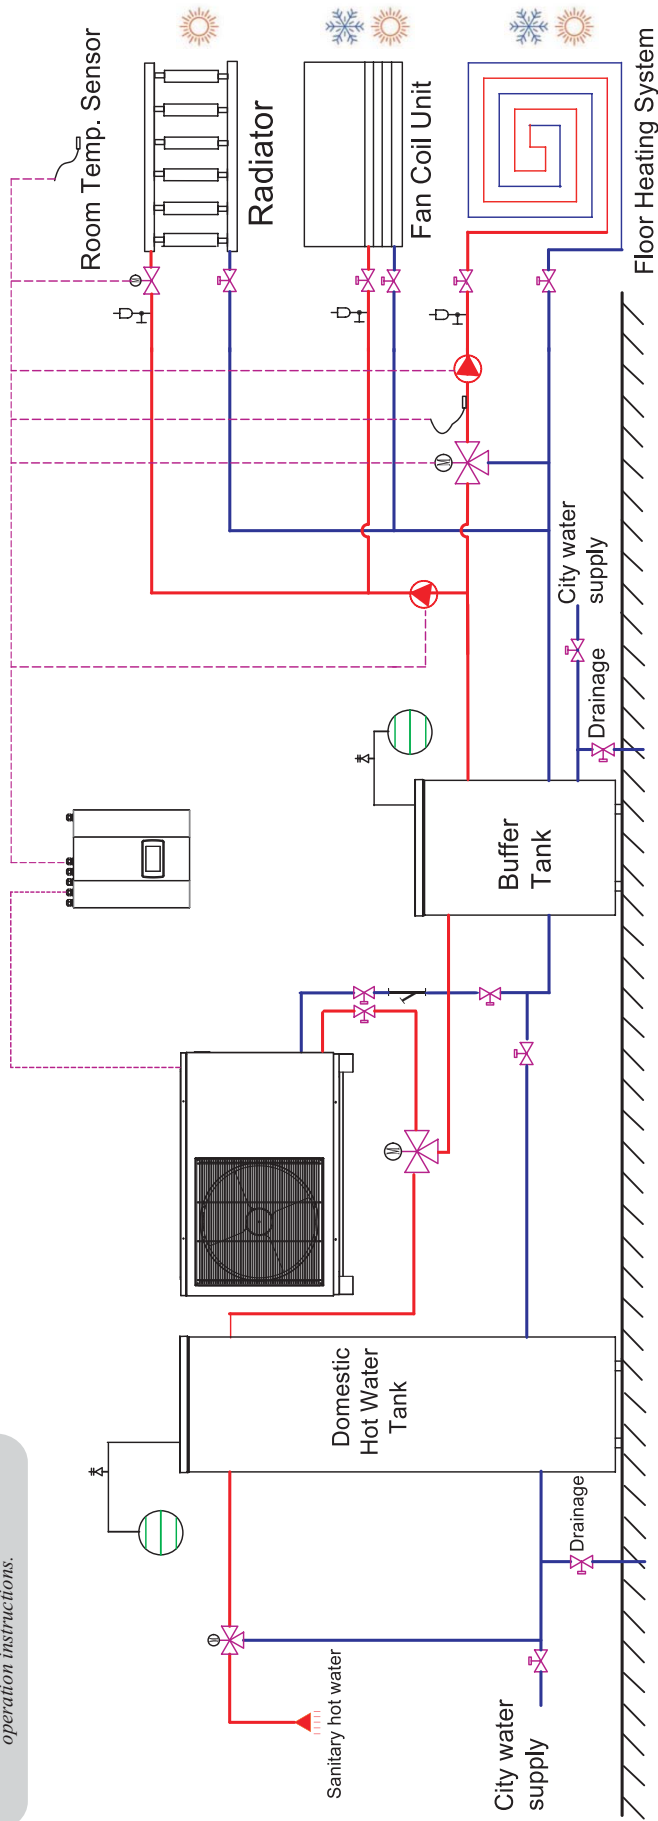 operation instructions.
Sanitary hot water
City water
supply
Drainage
Domestic
Hot Water
Tank
Buffer
Tank
Drainage
City water
supply
Room Temp. Sensor
Radiator
Fan Coil Unit
Floor Heating System
M
M
M
M